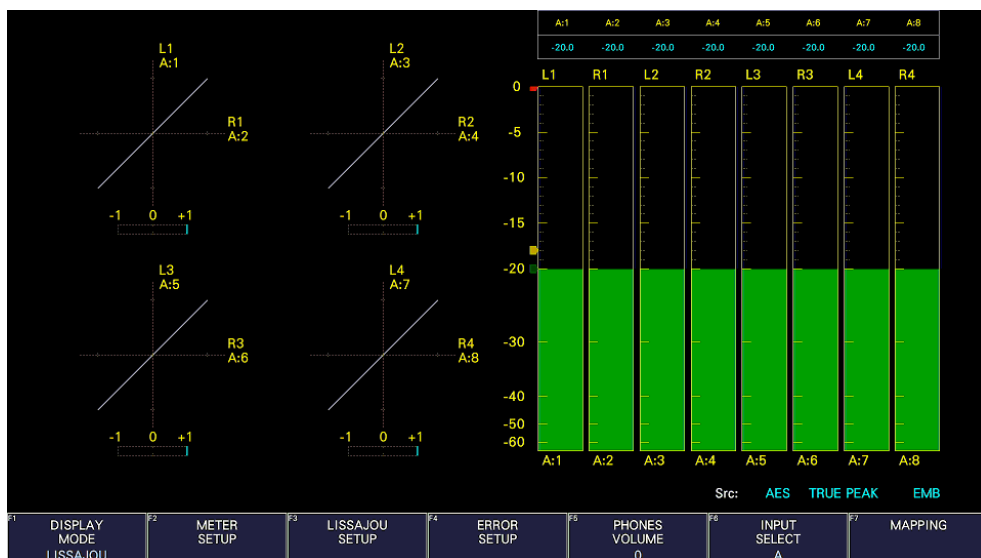 L1
A:1
R1
A:2
-1 0 +1
L2
A:3
R2
A:4
-1 0 +1
L3
A:5
R3
A:6
-1 0 +1
L4
A:7
R4
A:8
-1 0 +1
A:1 A:2 A:3 A:4 A:5 A:6 A:7 A:8
-20.0 -20.0 -20.0 -20.0 -20.0 -20.0 -20.0 -20.0
L1 R1 L2 R2 L3 R3 L4 R4
0
-5
-10
-15
-20
-30
-40
-50
-60
A:1 A:2 A:3 A:4 A:5 A:6 A:7 A:8
Src: AES TRUE PEAK EMB
F1 DISPLAY
MODE
LISSAJOU
F2 METER
SETUP
F3 LISSAJOU
SETUP
F4 ERROR
SETUP
F5 PHONES
VOLUME
0
F6 INPUT
SELECT
A
F7 MAPPING